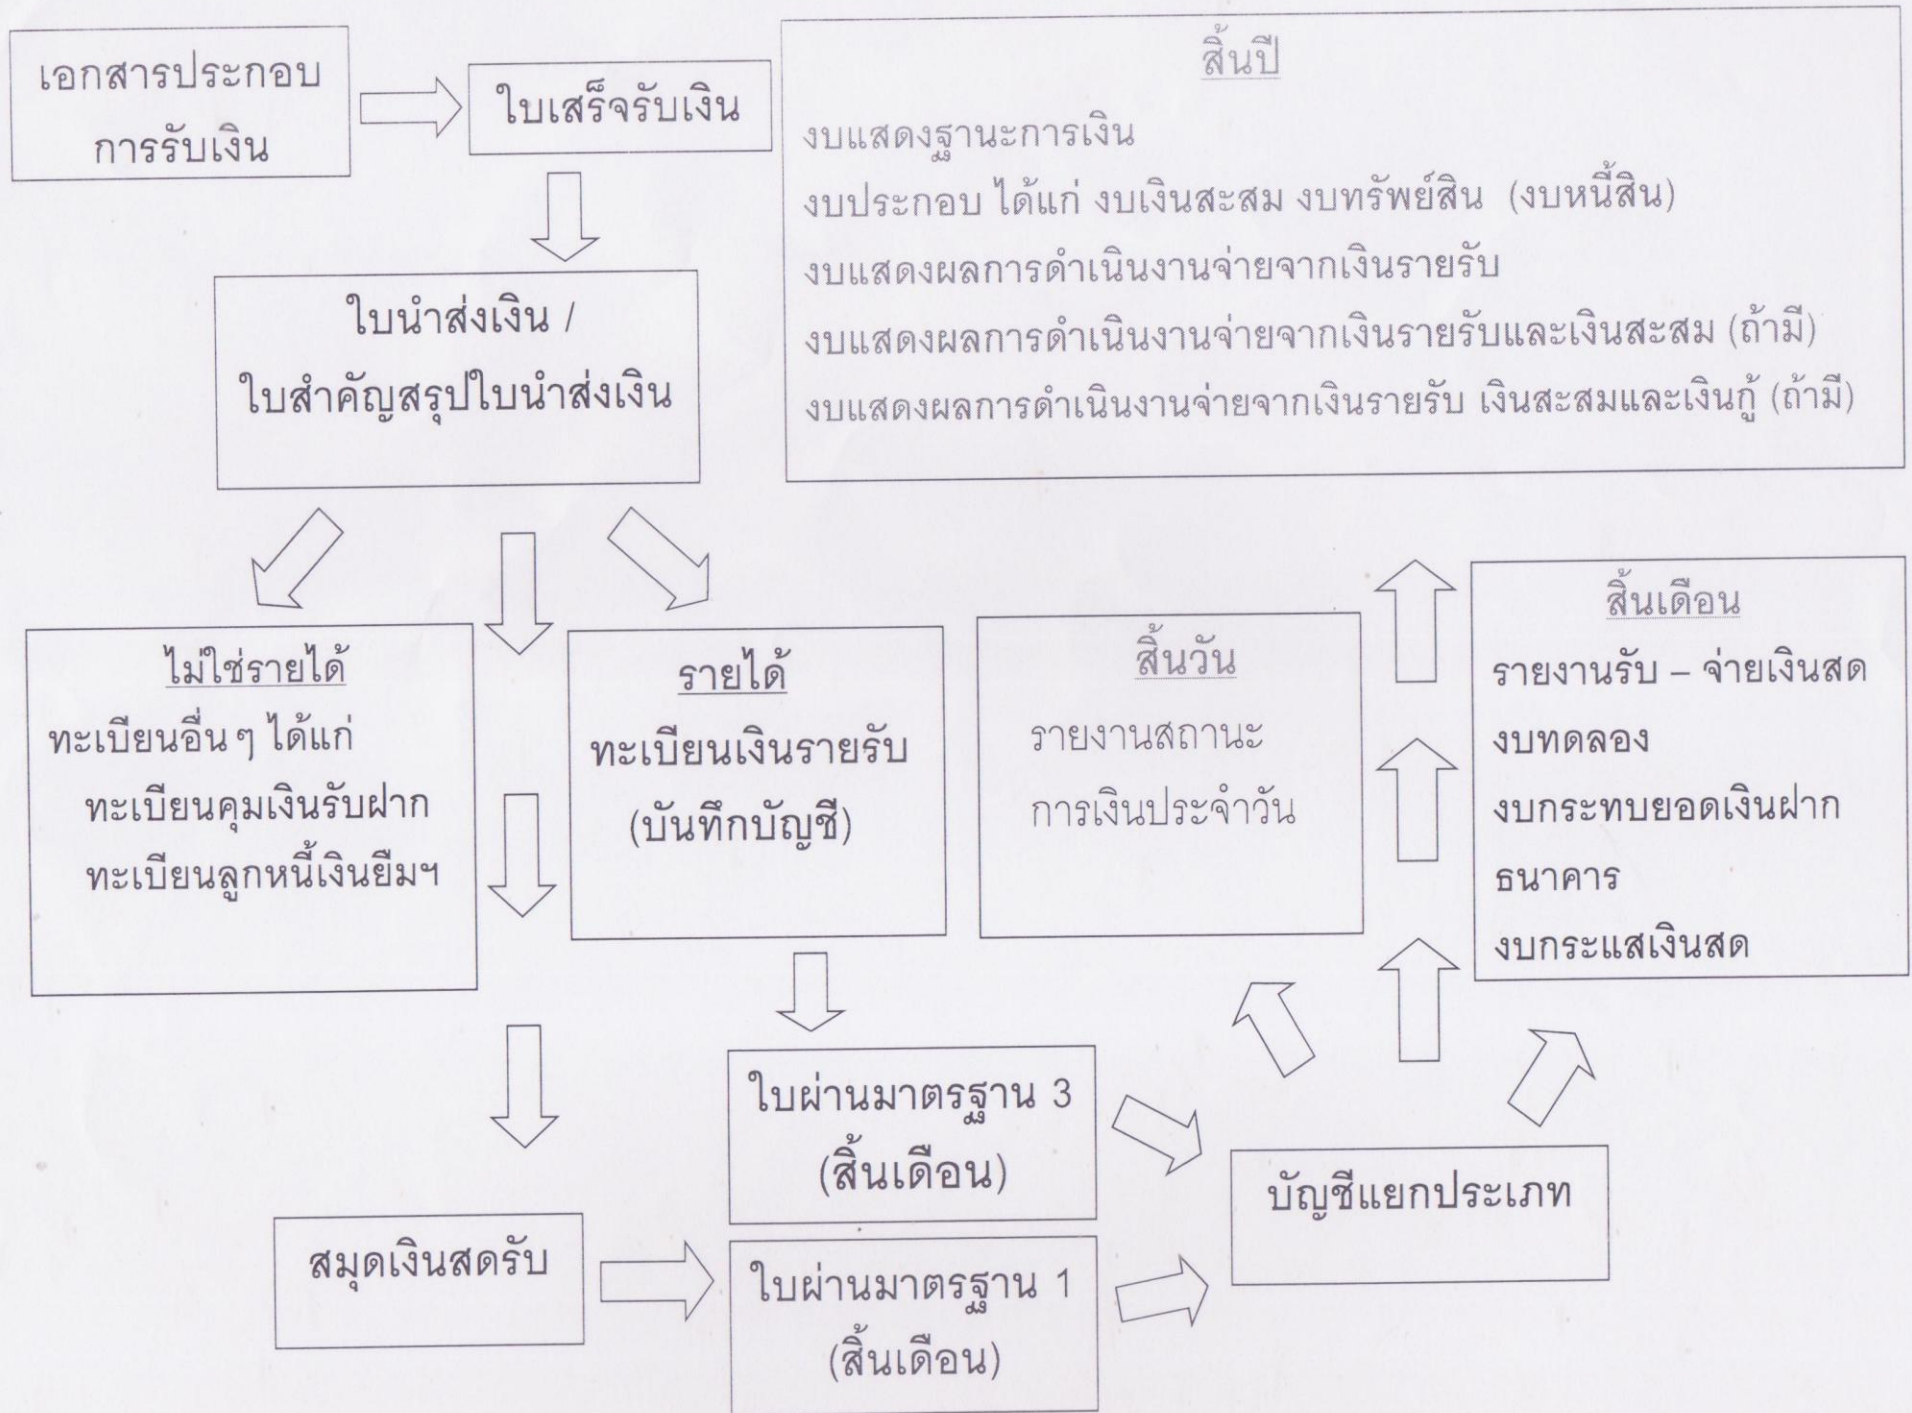 เอกสารประกอบ
การรับเงิน
ใบเสร็จรับเงิน
สิ้นปี
งบแสดงฐานะการเงิน
งบประกอบ ได้แก่ งบเงินสะสม งบทรัพย์สิน (งบหนี้สิน)
งบแสดงผลการดำเนินงานจ่ายจากเงินรายรับ
งบแสดงผลการดำเนินงานจ่ายจากเงินรายรับและเงินสะสม (ถ้ามี)
งบแสดงผลการดำเนินงานจ่ายจากเงินรายรับ เงินสะสมและเงินกู้ (ถ้ามี)
ใบนำส่งเงิน /
ใบสำคัญสรุปใบนำส่งเงิน
ไม่ใช่รายได้
ทะเบียนอื่น ๆ ได้แก่
ทะเบียนคุมเงินรับฝาก
ทะเบียนลูกหนี้เงินยืมฯ
รายได้
ทะเบียนเงินรายรับ
(บันทึกบัญชี)
สิ้นวัน
รายงานสถานะ
การเงินประจำวัน
สิ้นเดือน
รายงานรับ – จ่ายเงินสด
งบทดลอง
งบกระทบยอดเงินฝาก
ธนาคาร
งบกระแสเงินสด
ใบผ่านมาตรฐาน 3
(สิ้นเดือน)
บัญชีแยกประเภท
สมุดเงินสดรับ
ใบผ่านมาตรฐาน 1
(สิ้นเดือน)